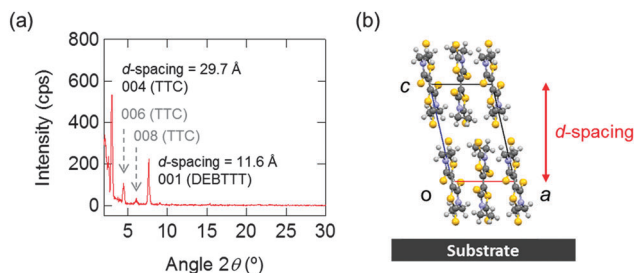 (a)
800
600
400
200
0
Intensity (cps)
d-spacing = 29.7 Å
004 (TTC)
006 (TTC)
008 (TTC)
d-spacing = 11.6 Å
001 (DEBTTT)
5 10 15 20 25 30
Angle 2θ (º)
(b)
c
d-spacing
o a
Substrate